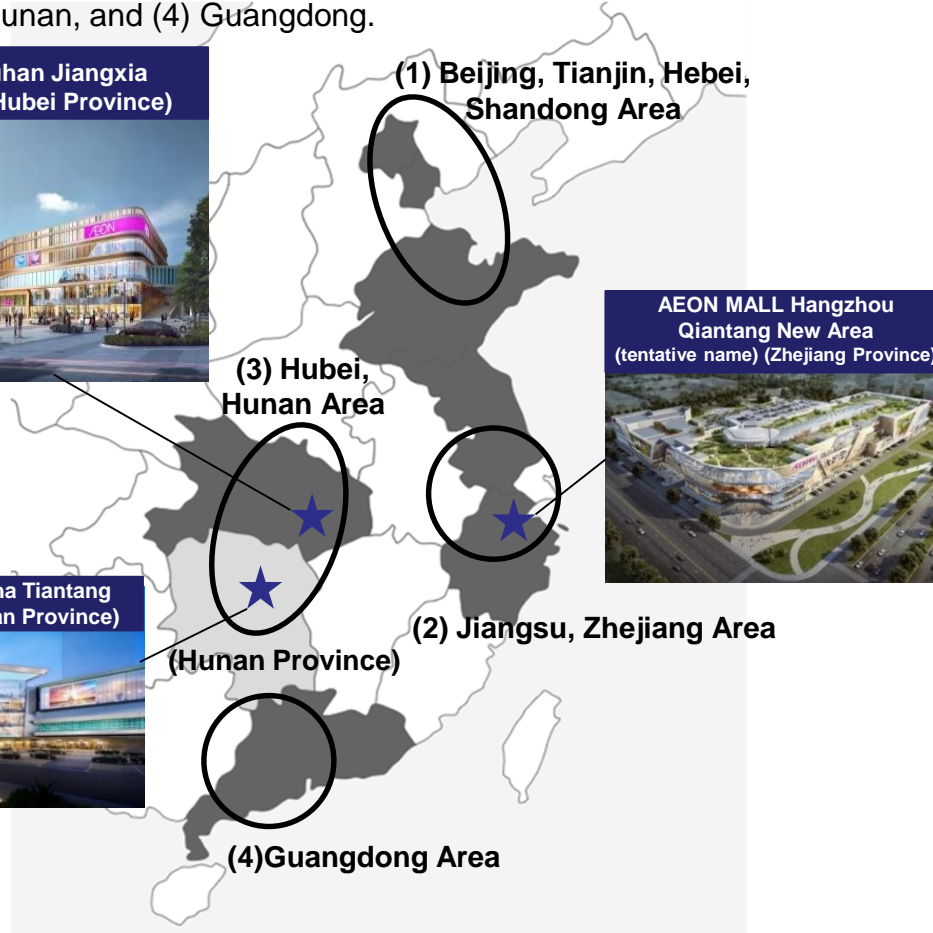 unan, and (4) Guangdong.
han Jiangxia
Hubei Province)
(1) Beijing, Tianjin, Hebei,
Shandong Area
AEON
AEON MALL Hangzhou
Qiantang New Area
(tentative name) (Zhejiang Province)
(3) Hubei,
Hunan Area
a Tiantang
an Province)
(2) Jiangsu, Zhejiang Area
(Hunan Province)
(4)Guangdong Area